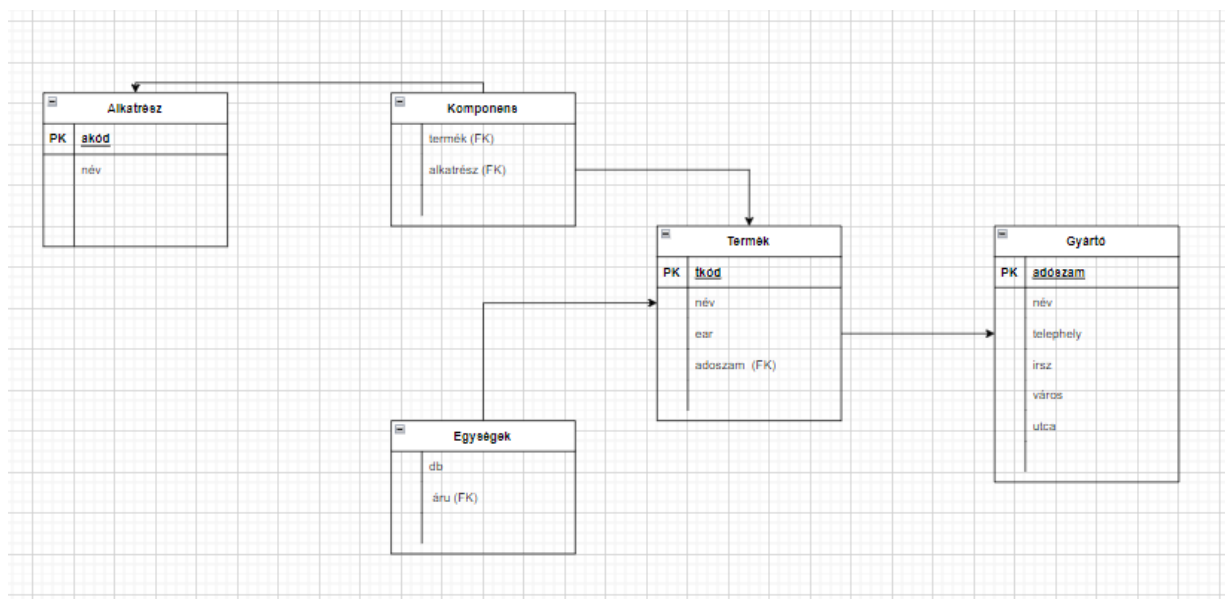 Alkatrész
PK akód
név
Komponens
termék (FK)
alkatrész (FK)
Termék
PK tkód
név
ear
adoszam (FK)
Gyártó
PK adószam
név
telephely
irsz
város
utca
Egységek
db
áru (FK)